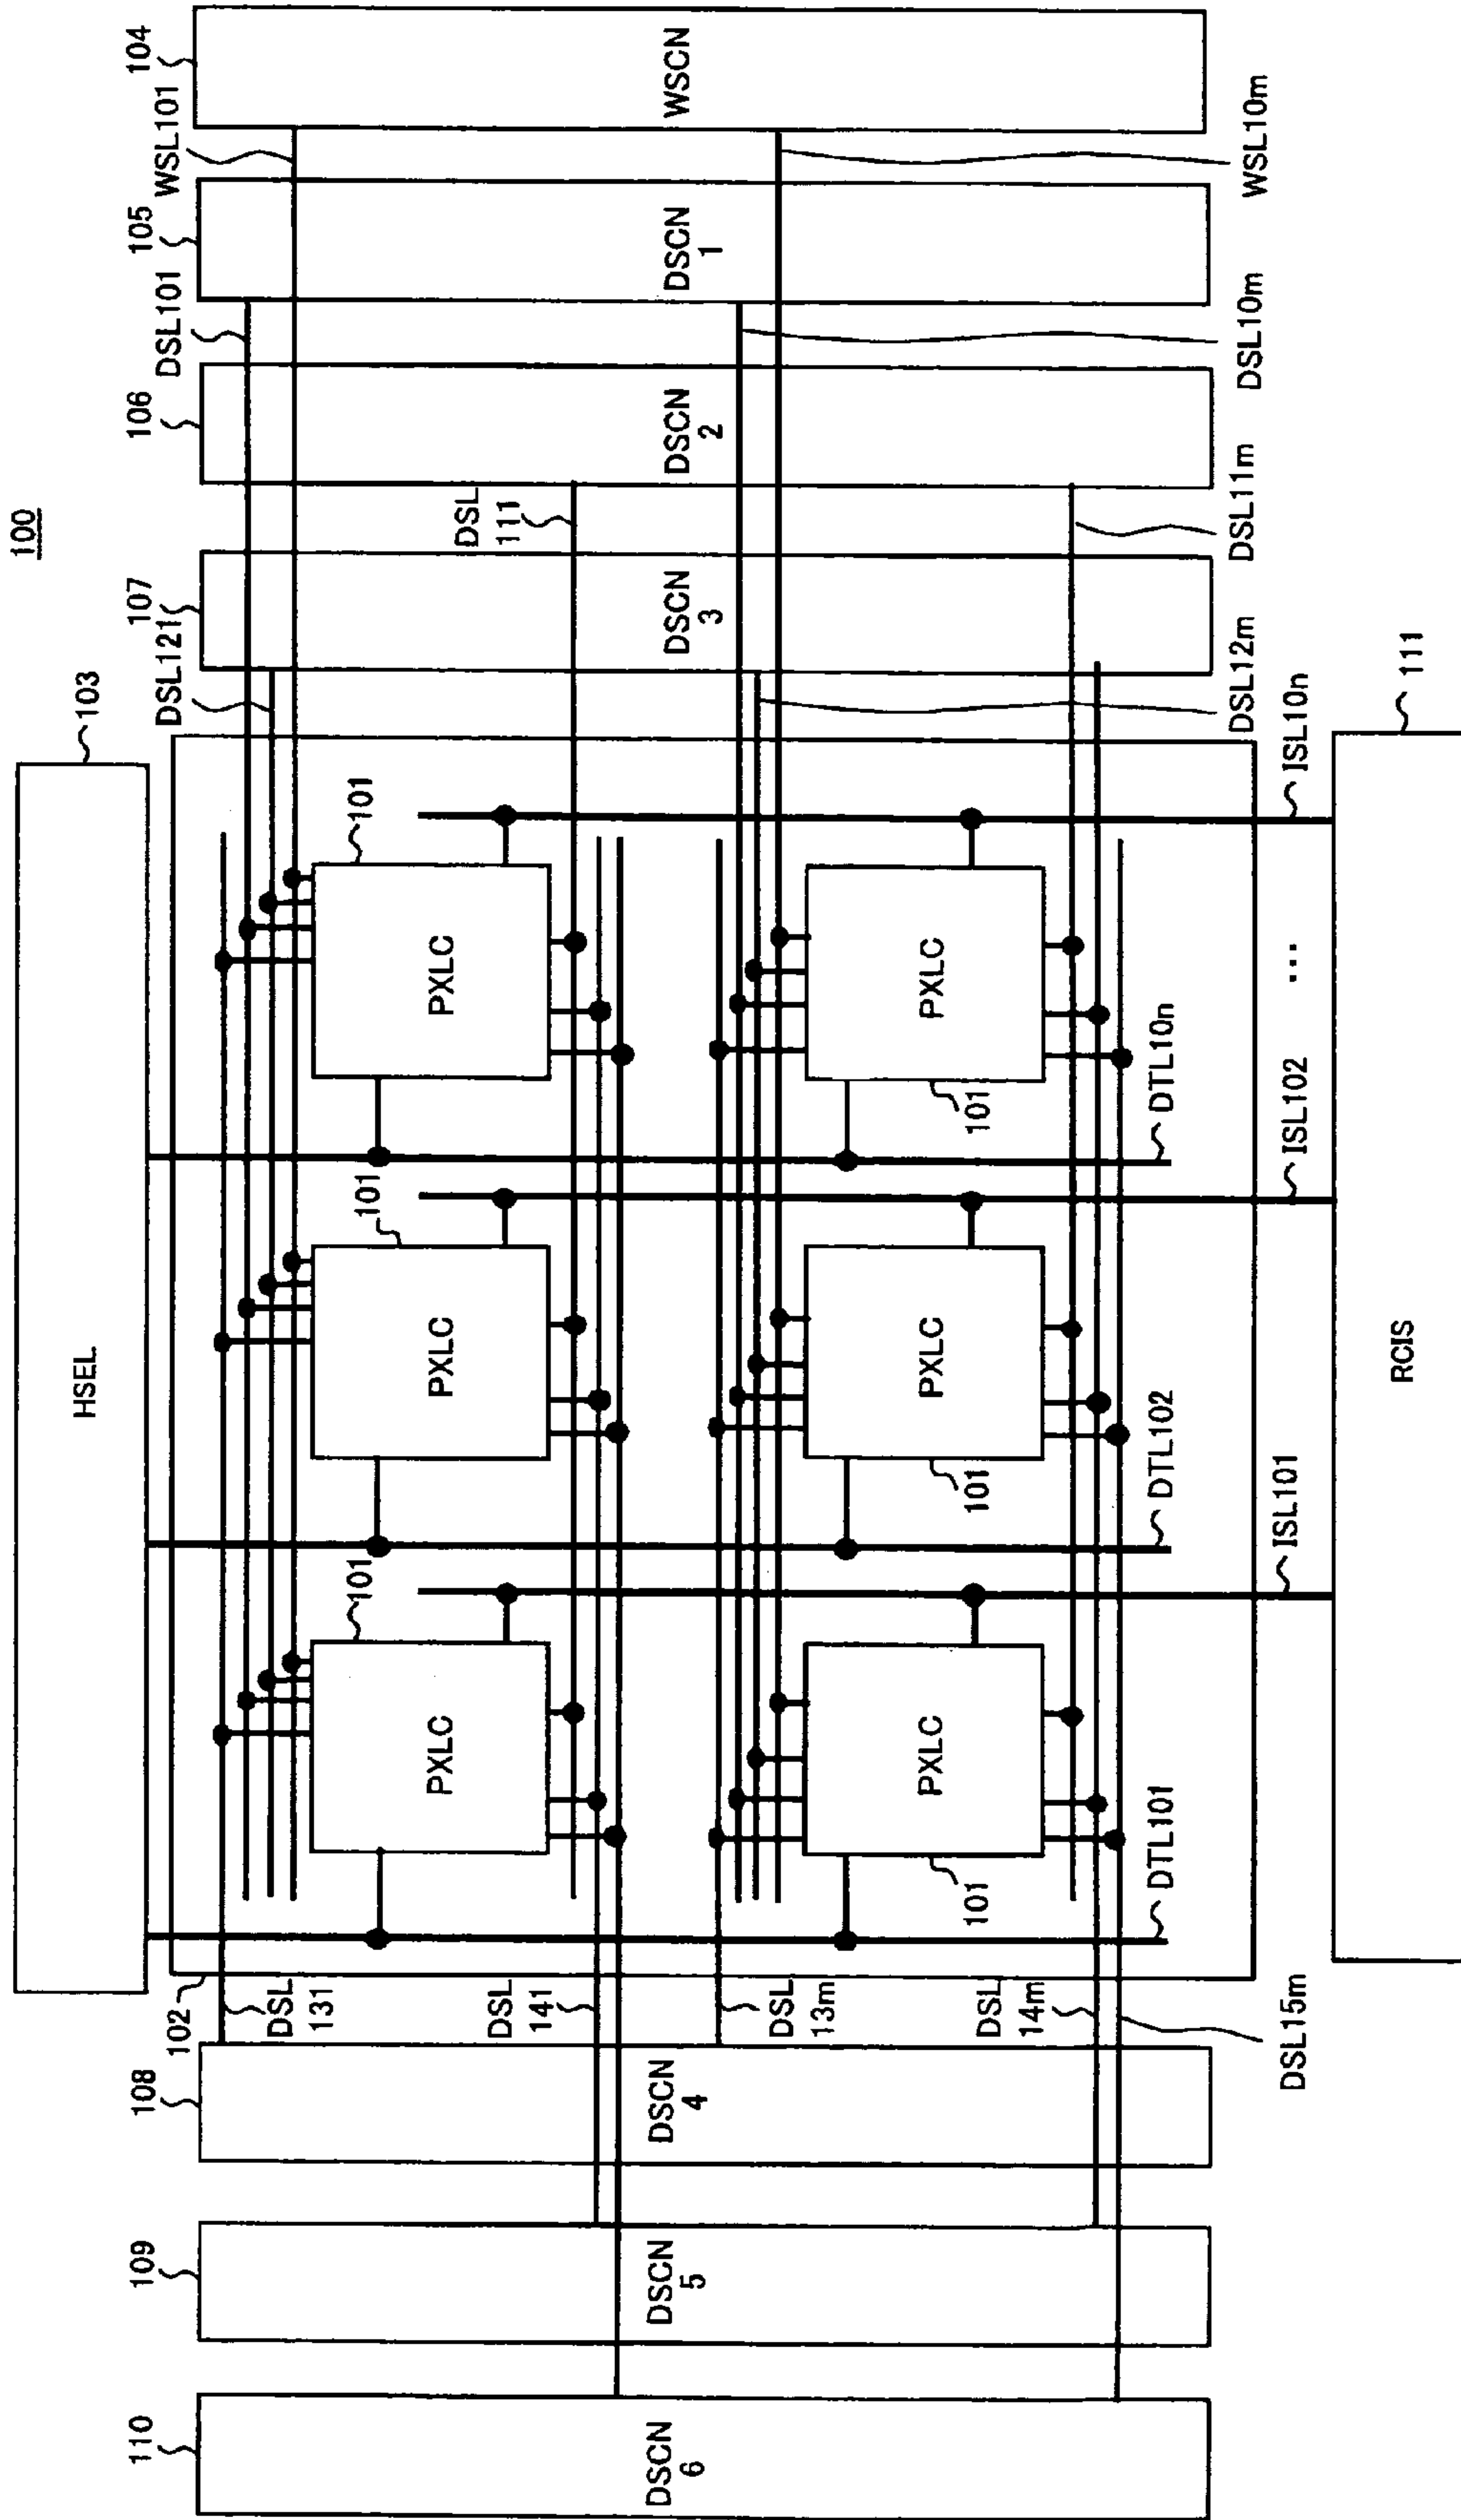 100
103
HSEL
110
109
108
102
107
106
105
104
DSL121
DSL101
WSL101
DSL
131
101
101
101
PXLC
PXLC
PXLC
DSL
141
DSL
111
DSCN
6
DSCN
5
DSCN
4
DSCN
3
DSCN
2
DSCN
1
WSCN
DSL
13m
PXLC
PXLC
PXLC
101
101
101
DSL
14m
DTL101
DTL102
DTL10n
DSL15m
DSL12m
DSL11m
DSL10m
WSL10m
ISL101
ISL102
...
ISL10n
RCIS
111